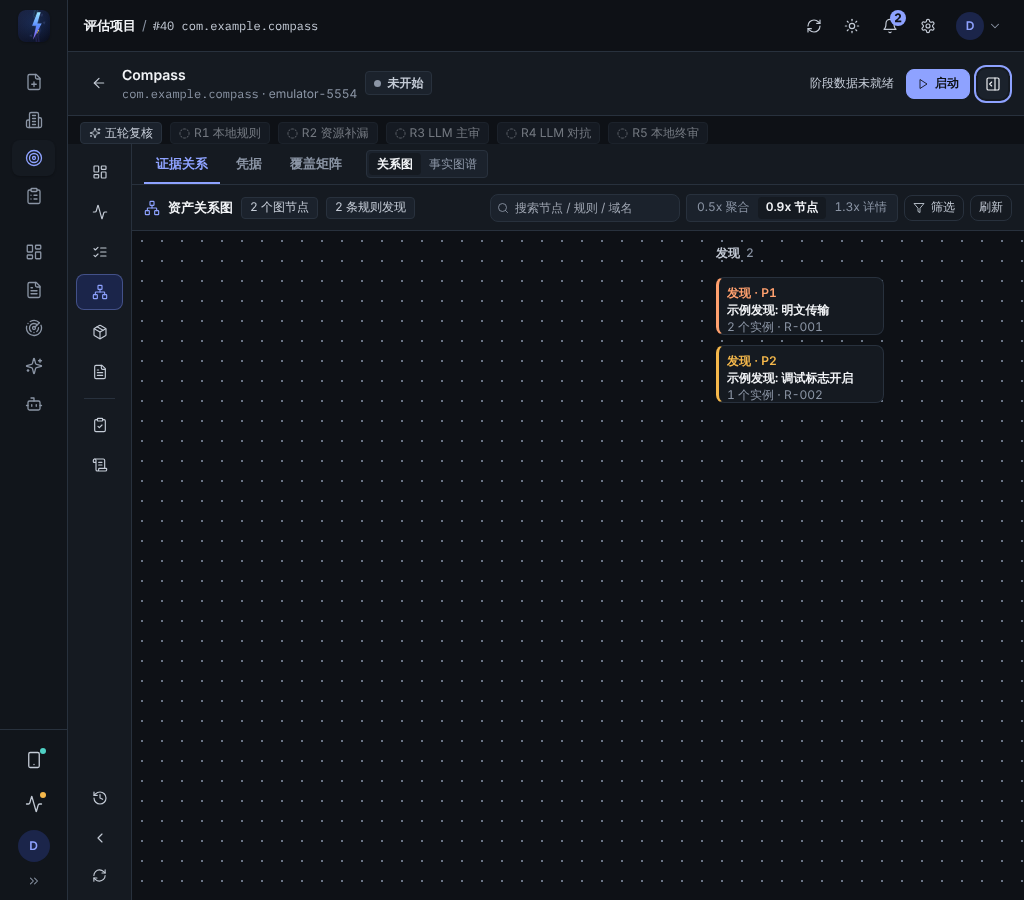 评估项目 / #40 com.example.compass
2
D
Compass
com.example.compass · emulator-5554
未开始
阶段数据未就绪
启动
五轮复核
R1 本地规则
R2 资源补漏
R3 LLM 主审
R4 LLM 对抗
R5 本地终审
证据关系
凭据
覆盖矩阵
关系图
事实图谱
资产关系图
2 个图节点
2 条规则发现
搜索节点 / 规则 / 域名
0.5x 聚合
0.9x 节点
1.3x 详情
筛选
刷新
发现 2
发现 · P1
示例发现: 明文传输
2 个实例 · R-001
发现 · P2
示例发现: 调试标志开启
1 个实例 · R-002
D